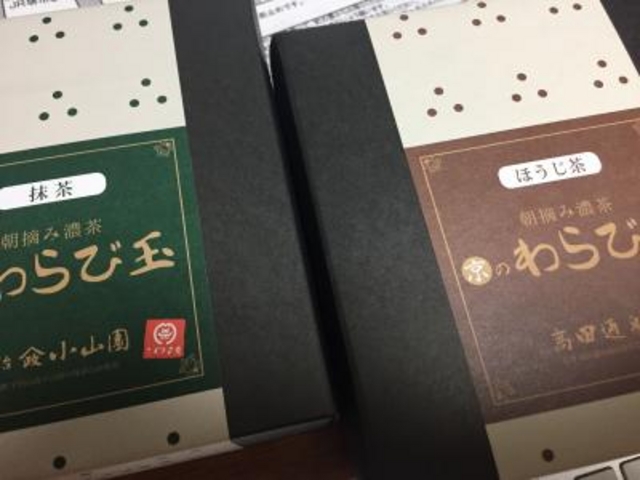 抹茶
朝摘み濃茶
わらび玉
小山園
ほうじ茶
朝摘み濃茶
京のわらび
高田通